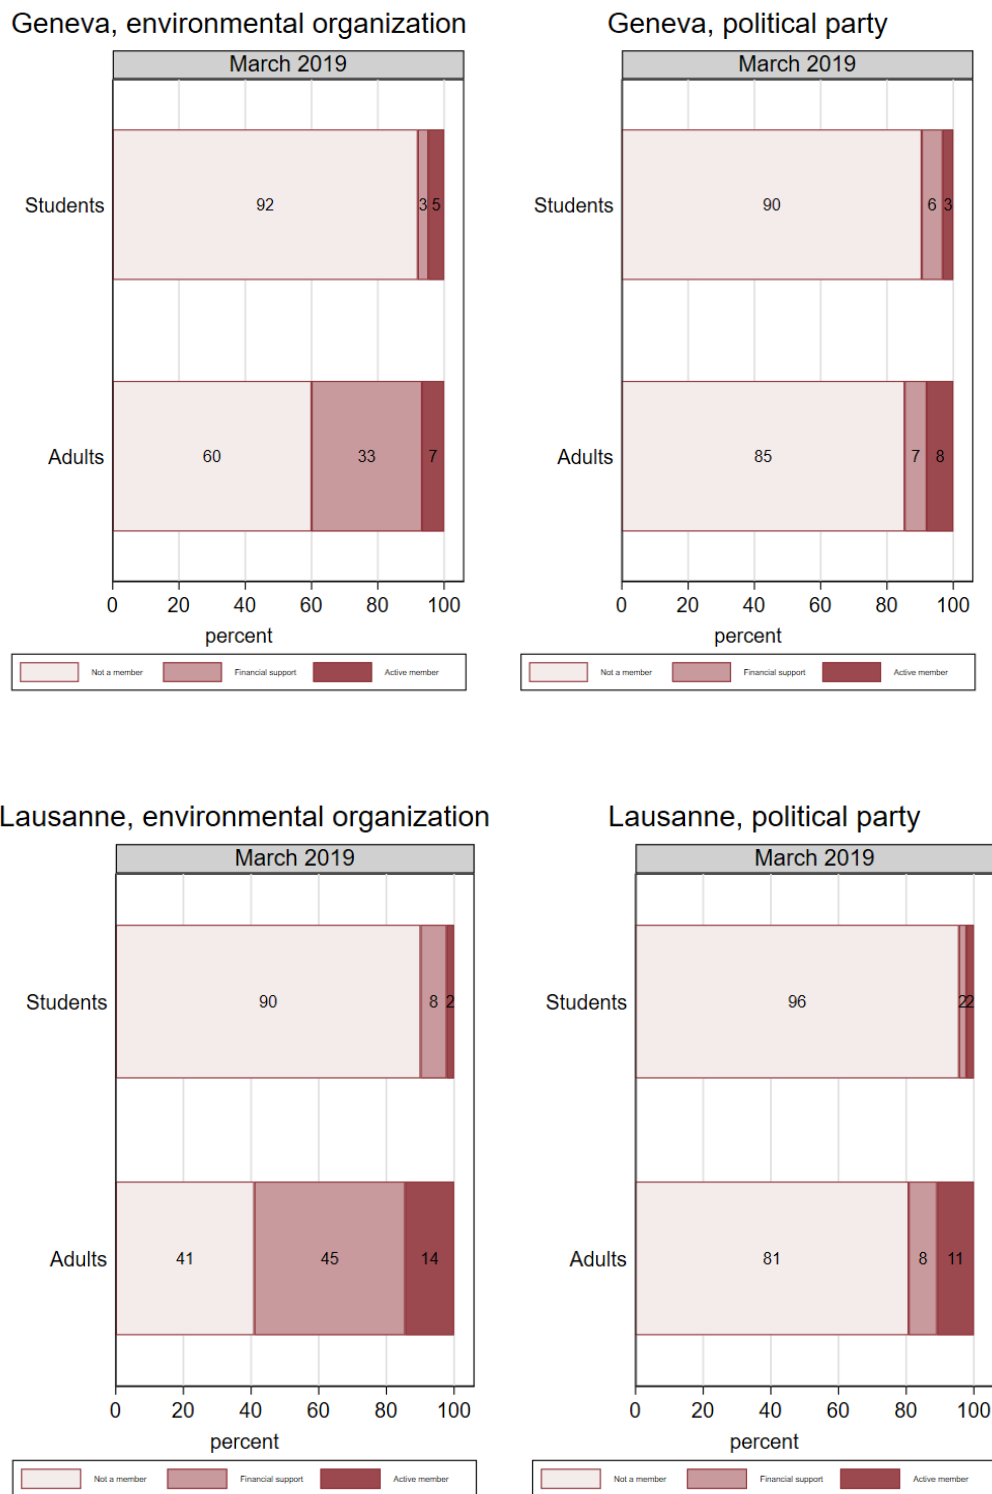 Geneva, environmental organization
March 2019
Students
92
3
5
Adults
60
33
7
0 20 40 60 80 100
percent
Not a member Financial support Active member
Geneva, political party
March 2019
Students
90
6
3
Adults
85
7
8
0 20 40 60 80 100
percent
Not a member Financial support Active member
Lausanne, environmental organization
March 2019
Students
90
8
2
Adults
41
45
14
0 20 40 60 80 100
percent
Not a member Financial support Active member
Lausanne, political party
March 2019
Students
96
2
2
Adults
81
8
11
0 20 40 60 80 100
percent
Not a member Financial support Active member